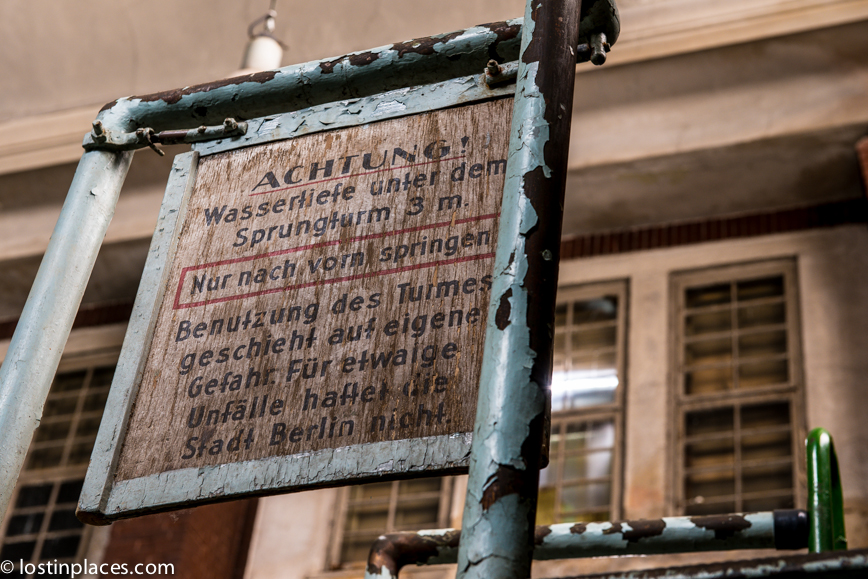 ACHTUNG!
Wassertiefe unter dem
Sprungturm 3 m.
Nur nach vorn springen
Benutzung des Turmes
geschieht auf eigene
Gefahr. Für etwaige
Unfälle haftet die
Stadt Berlin nicht.
© lostinplaces.com